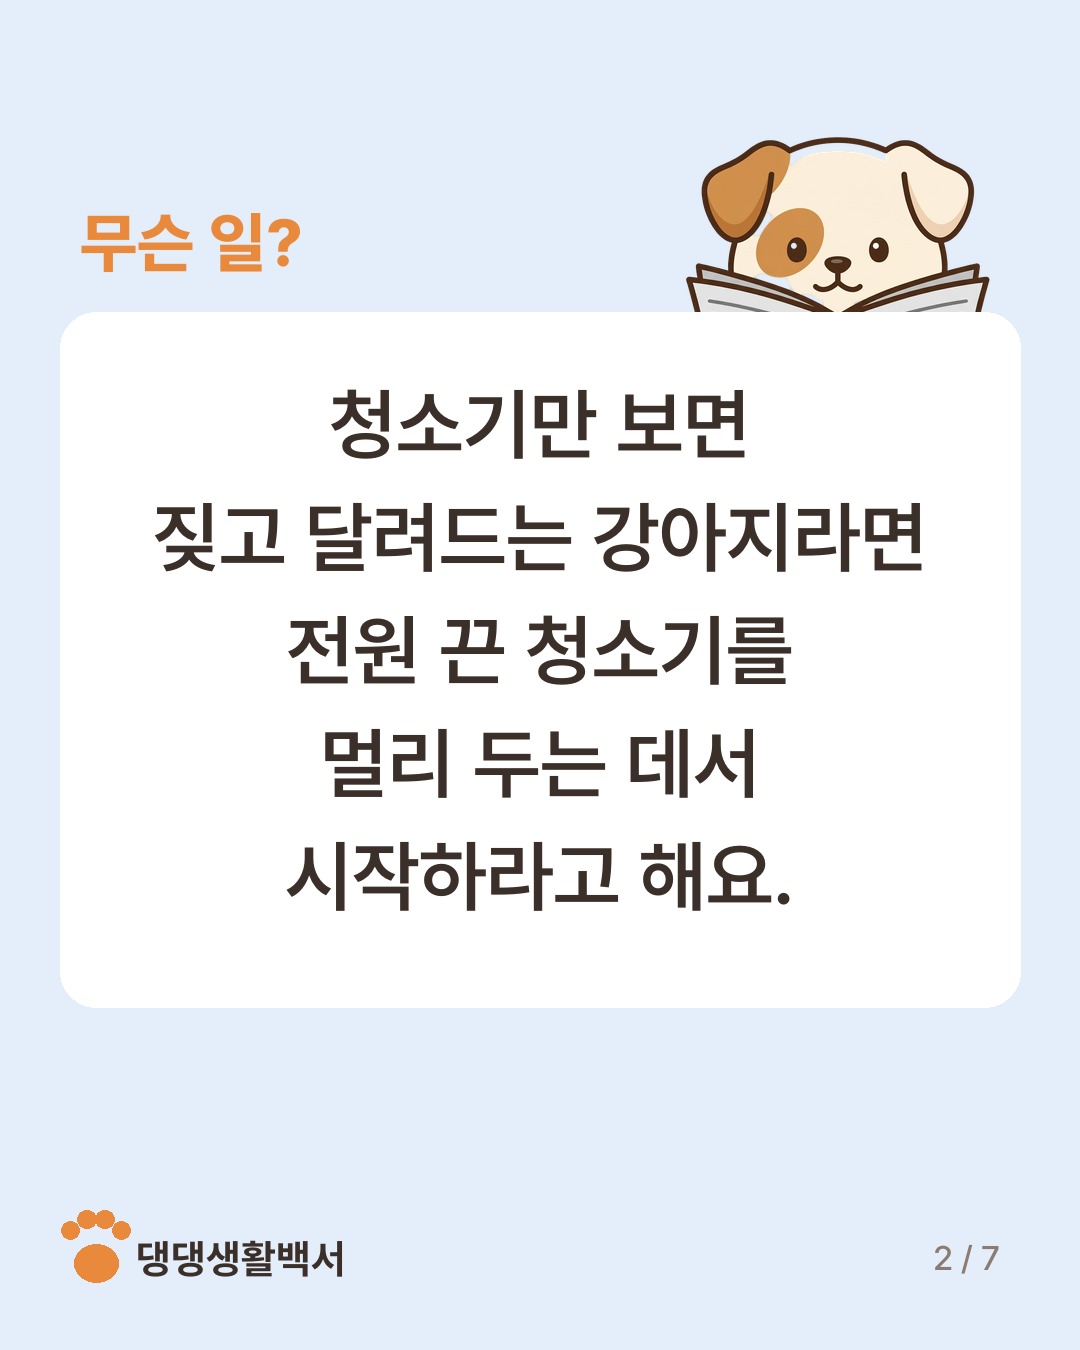 무슨 일?
청소기만 보면
짖고 달려드는 강아지라면
전원 끈 청소기를
멀리 두는 데서
시작하라고 해요.
댕댕생활백서
2 / 7